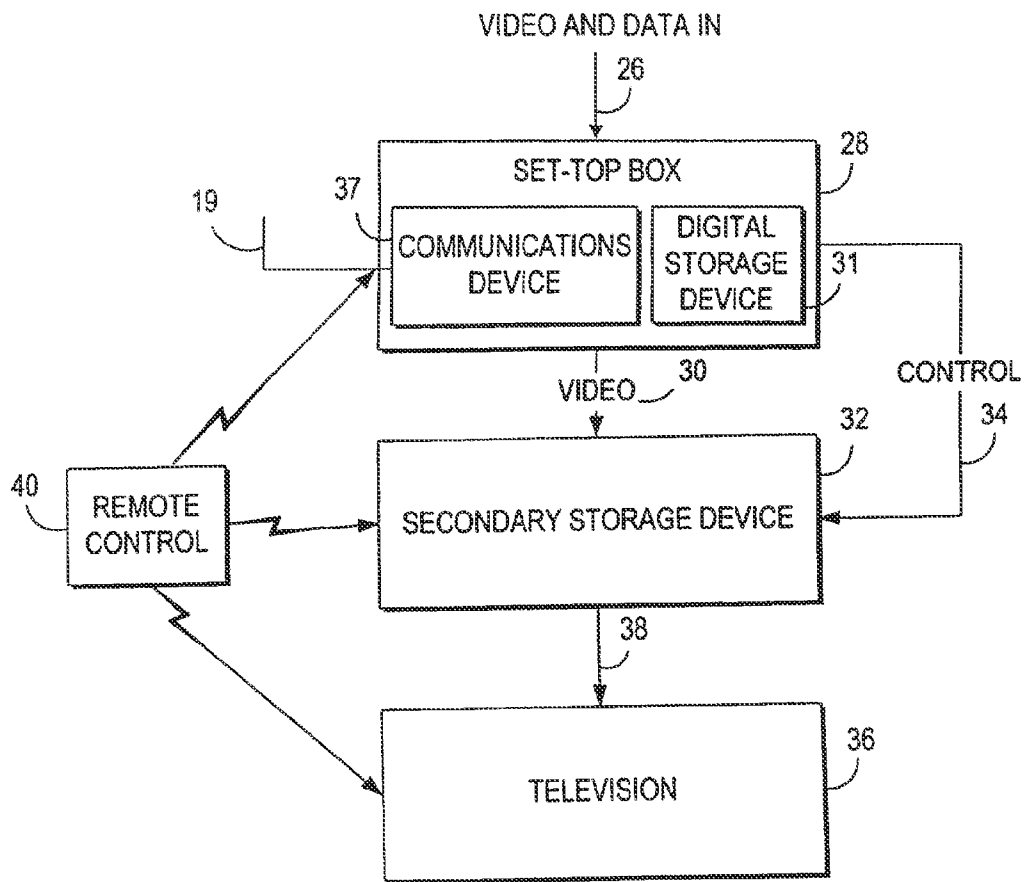 VIDEO AND DATA IN
26
SET-TOP BOX
28
19
37
COMMUNICATIONS
DEVICE
DIGITAL
STORAGE
DEVICE
31
VIDEO
30
CONTROL
34
32
40
REMOTE
CONTROL
SECONDARY STORAGE DEVICE
38
36
TELEVISION